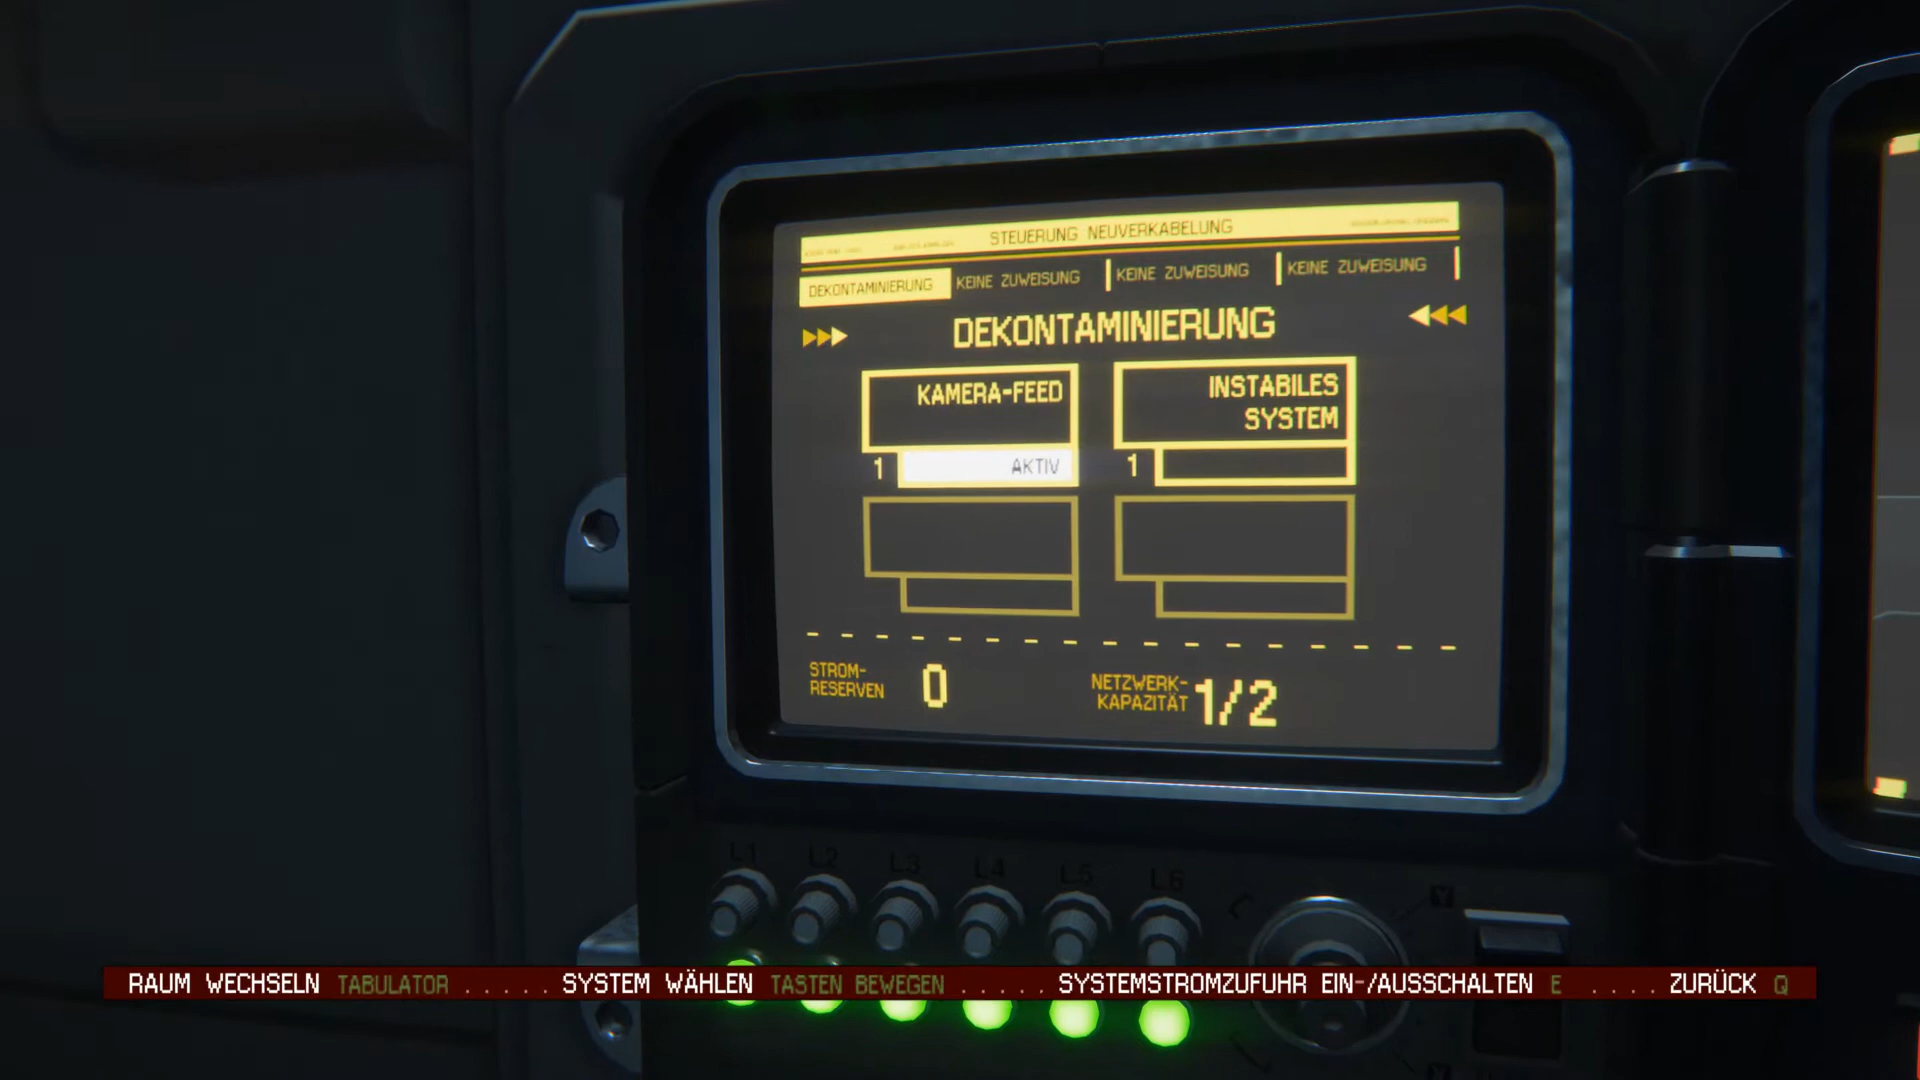 STEUERUNG NEUVERKABELUNG
DEKONTAMINIERUNG KEINE ZUWEISUNG KEINE ZUWEISUNG KEINE ZUWEISUNG
DEKONTAMINIERUNG
KAMERA-FEED
1 AKTIV
INSTABILES
SYSTEM
1
STROM-
RESERVEN
0
NETZWERK-
KAPAZITÄT
1/2
L1 L2 L3 L4 L5 L6
RAUM WECHSELN TABULATOR ..... SYSTEM WÄHLEN TASTEN BEWEGEN ..... SYSTEMSTROMZUFUHR EIN-/AUSSCHALTEN E .... ZURÜCK Q